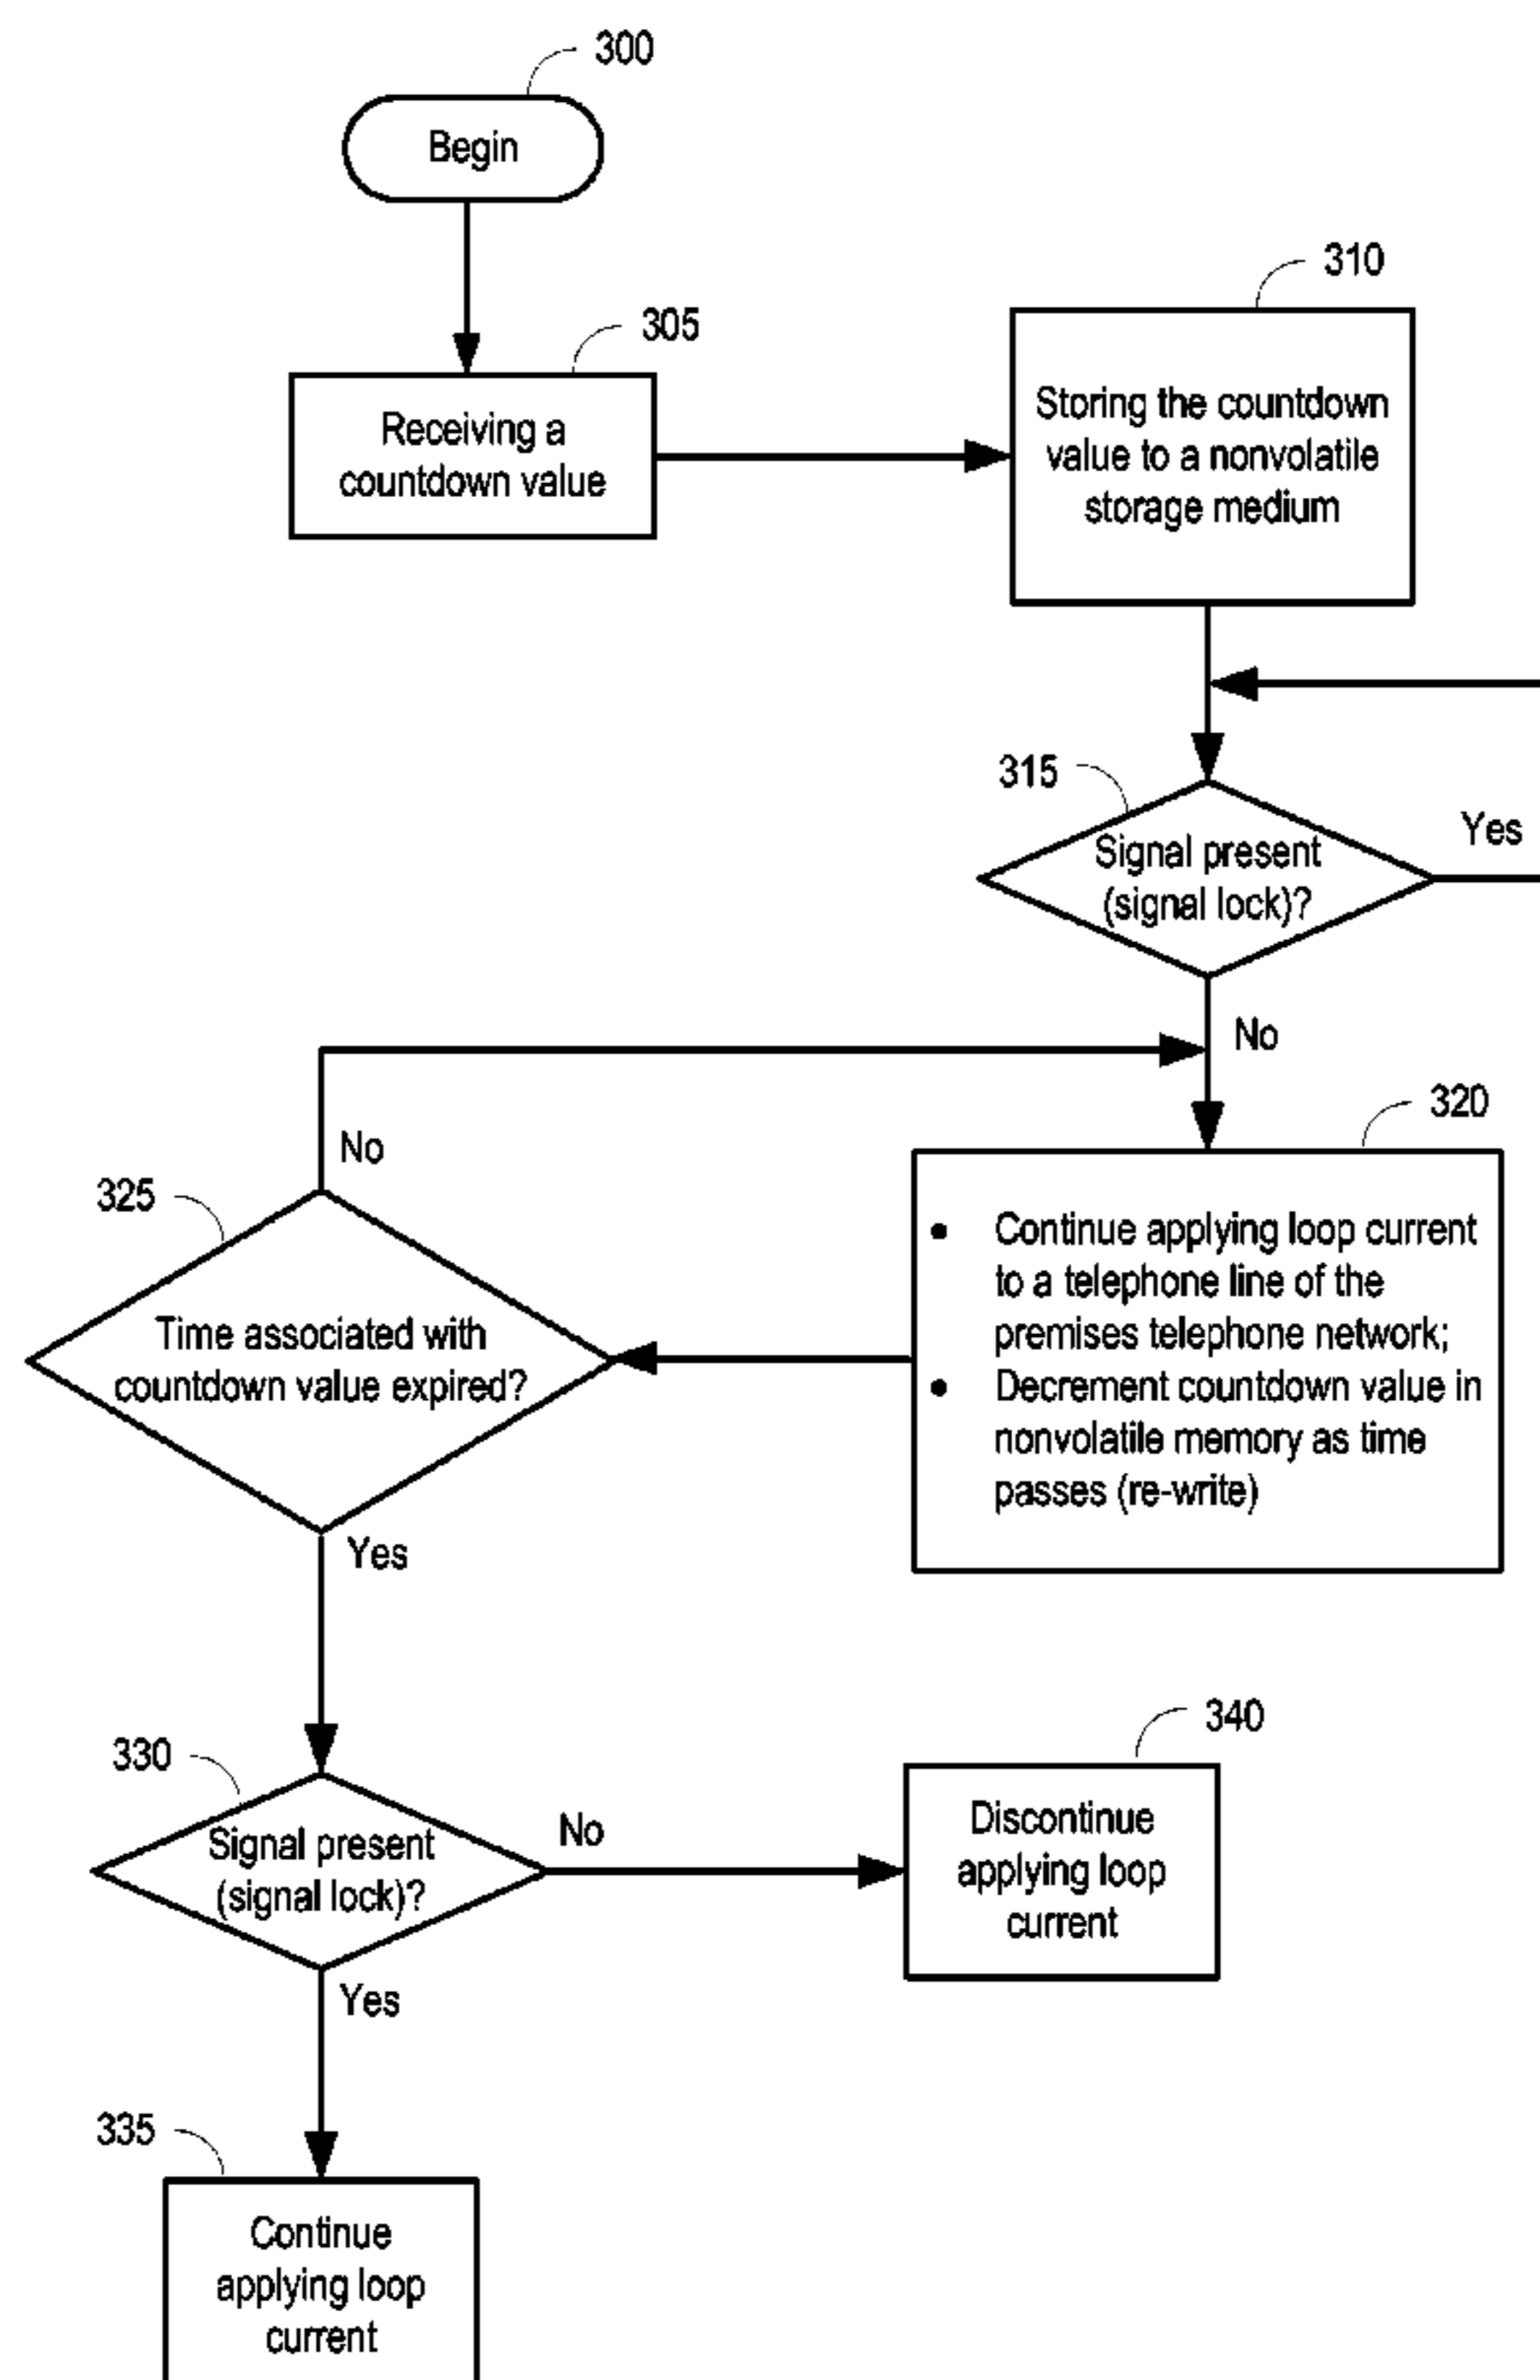 300
Begin
305
Receiving a
countdown value
310
Storing the countdown
value to a nonvolatile
storage medium
315
Signal present
(signal lock)?
Yes
No
320
• Continue applying loop current
to a telephone line of the
premises telephone network;
• Decrement countdown value in
nonvolatile memory as time
passes (re-write)
No
325
Time associated with
countdown value expired?
Yes
330
Signal present
(signal lock)?
No
340
Discontinue
applying loop
current
Yes
335
Continue
applying loop
current